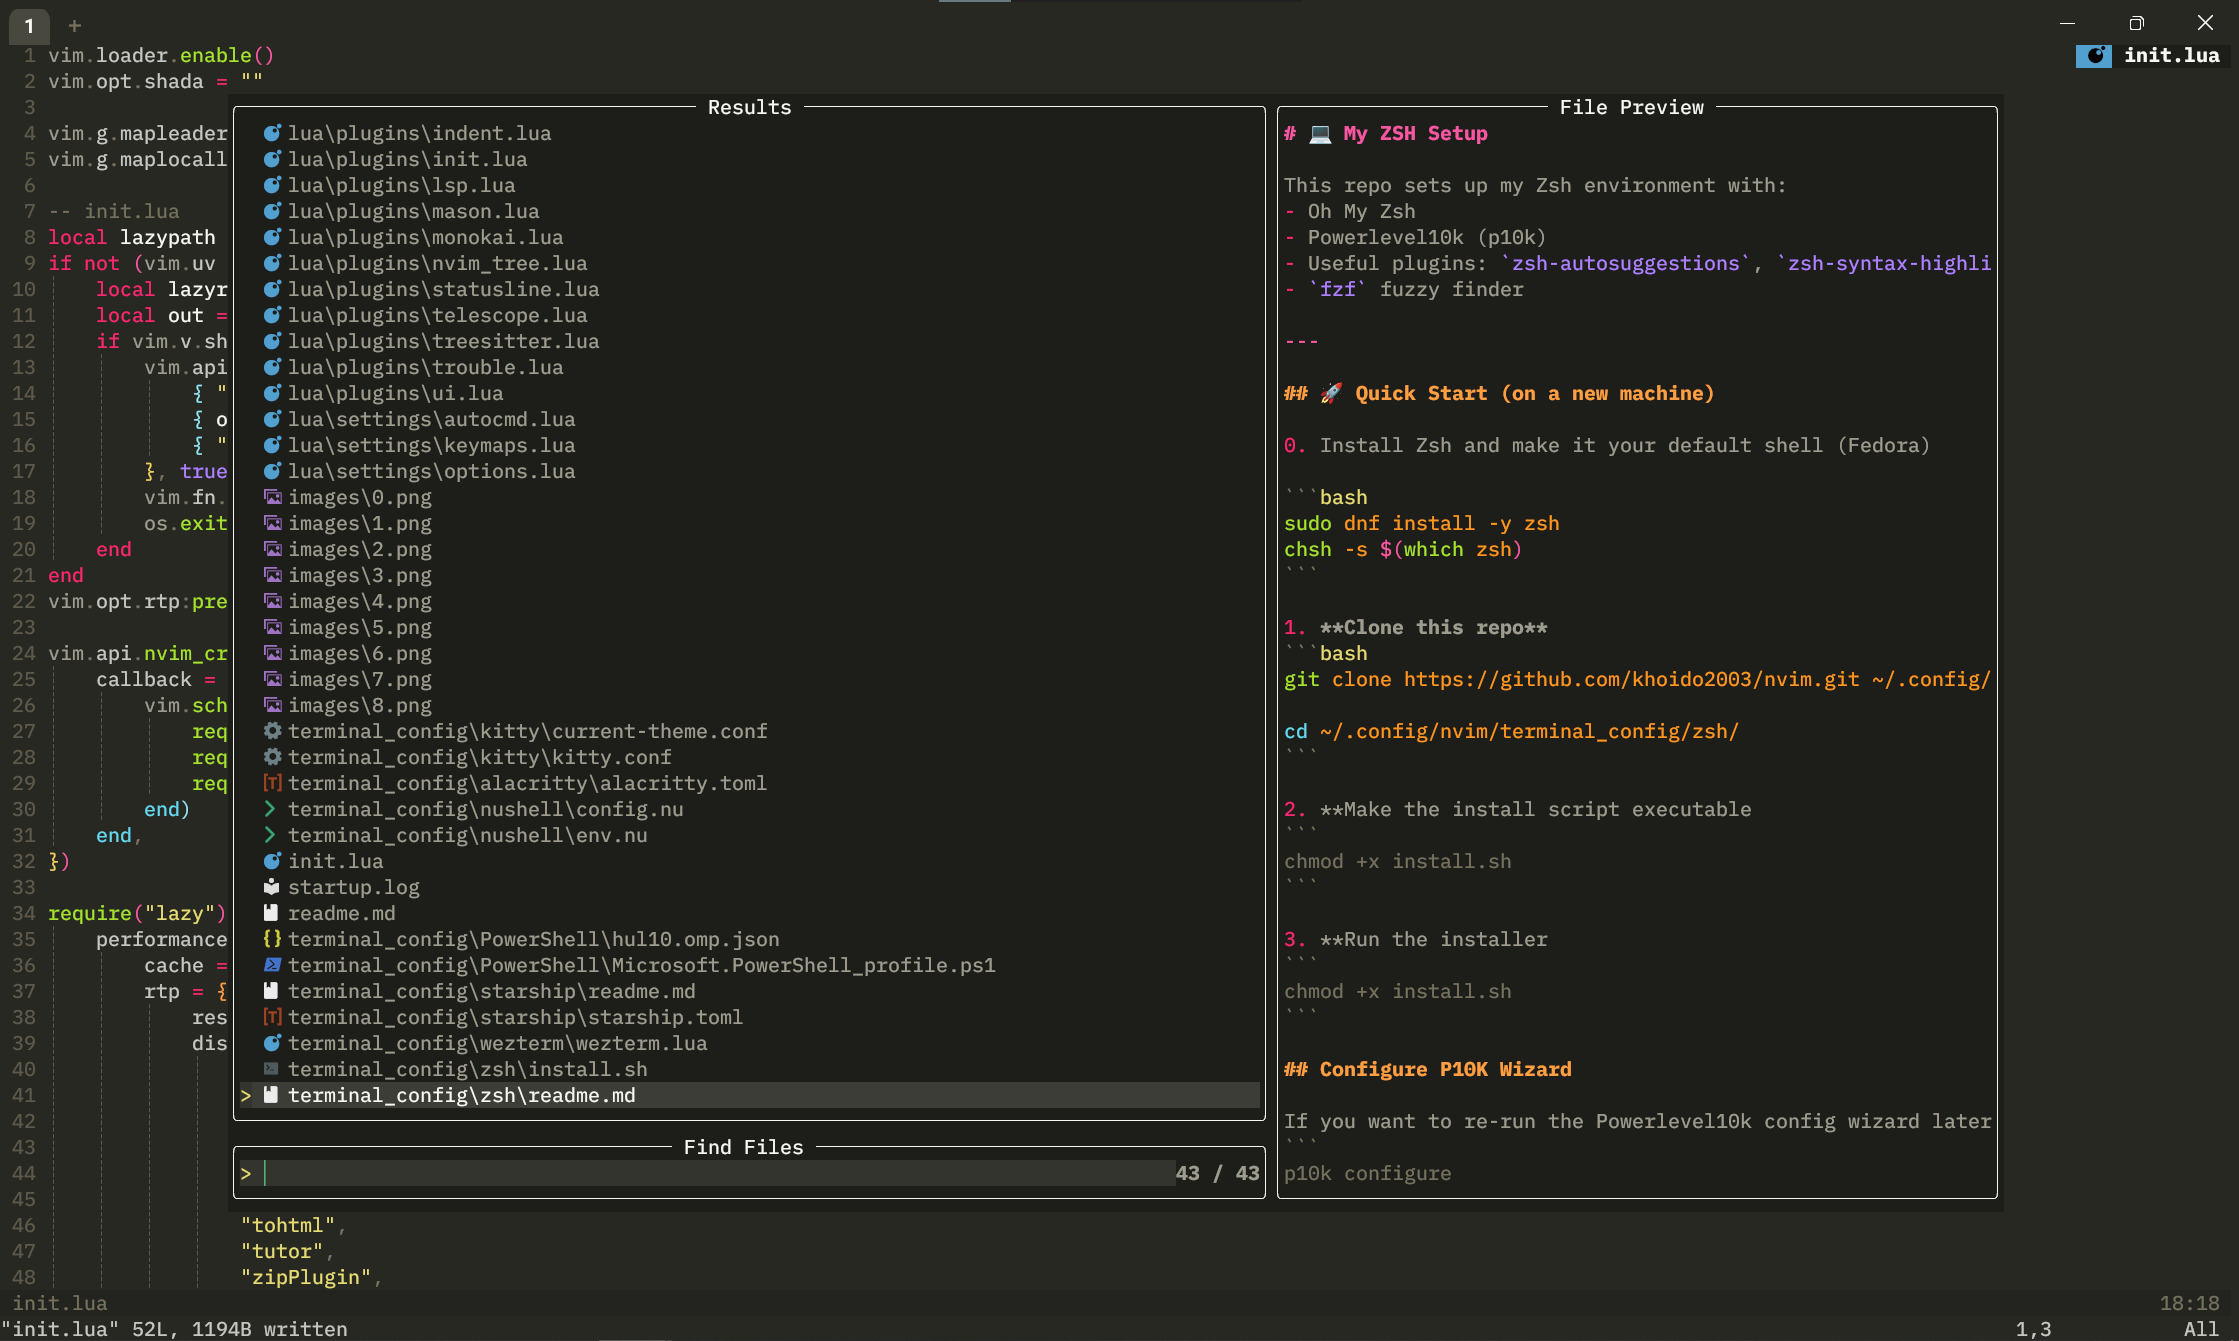 1 +
1 vim.loader.enable()
init.lua
2 vim.opt.shada = ""
3
4 vim.g.mapleader
5 vim.g.maplocall
6
7 -- init.lua
8 local lazypath
9 if not (vim.uv
10 local lazyr
11 local out =
12 if vim.v.sh
13 vim.api
14 { "
15 { o
16 { "
17 }, true
18 vim.fn.
19 os.exit
20 end
21 end
22 vim.opt.rtp:pre
23
24 vim.api.nvim_cr
25 callback =
26 vim.sch
27 req
28 req
29 req
30 end)
31 end,
32 })
33
34 require("lazy")
35 performance
36 cache =
37 rtp = {
38 res
39 dis
40
41
42
43
44
45
46 "tohtml",
47 "tutor",
48 "zipPlugin",
Results
lua\plugins\indent.lua
lua\plugins\init.lua
lua\plugins\lsp.lua
lua\plugins\mason.lua
lua\plugins\monokai.lua
lua\plugins\nvim_tree.lua
lua\plugins\statusline.lua
lua\plugins\telescope.lua
lua\plugins\treesitter.lua
lua\plugins\trouble.lua
lua\plugins\ui.lua
lua\settings\autocmd.lua
lua\settings\keymaps.lua
lua\settings\options.lua
images\0.png
images\1.png
images\2.png
images\3.png
images\4.png
images\5.png
images\6.png
images\7.png
images\8.png
terminal_config\kitty\current-theme.conf
terminal_config\kitty\kitty.conf
[T] terminal_config\alacritty\alacritty.toml
terminal_config\nushell\config.nu
terminal_config\nushell\env.nu
init.lua
startup.log
readme.md
{} terminal_config\PowerShell\hul10.omp.json
terminal_config\PowerShell\Microsoft.PowerShell_profile.ps1
terminal_config\starship\readme.md
[T] terminal_config\starship\starship.toml
terminal_config\wezterm\wezterm.lua
terminal_config\zsh\install.sh
> terminal_config\zsh\readme.md
Find Files
> 43 / 43
File Preview
# 💻 My ZSH Setup
This repo sets up my Zsh environment with:
- Oh My Zsh
- Powerlevel10k (p10k)
- Useful plugins: `zsh-autosuggestions`, `zsh-syntax-highli
- `fzf` fuzzy finder
---
## 🚀 Quick Start (on a new machine)
0. Install Zsh and make it your default shell (Fedora)
```bash
sudo dnf install -y zsh
chsh -s $(which zsh)
```
1. **Clone this repo**
```bash
git clone https://github.com/khoido2003/nvim.git ~/.config/
cd ~/.config/nvim/terminal_config/zsh/
```
2. **Make the install script executable
```
chmod +x install.sh
```
3. **Run the installer
```
chmod +x install.sh
```
## Configure P10K Wizard
If you want to re-run the Powerlevel10k config wizard later
```
p10k configure
init.lua 18:18
"init.lua" 52L, 1194B written 1,3 All